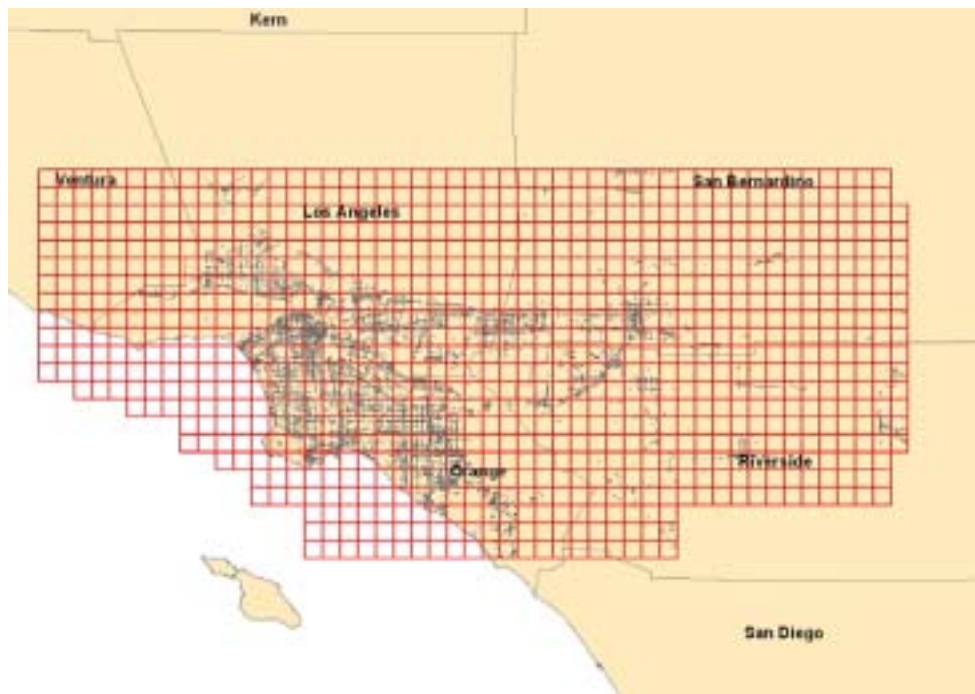 Kern
Ventura
San Bernardino
Los Angeles
Orange
Riverside
San Diego